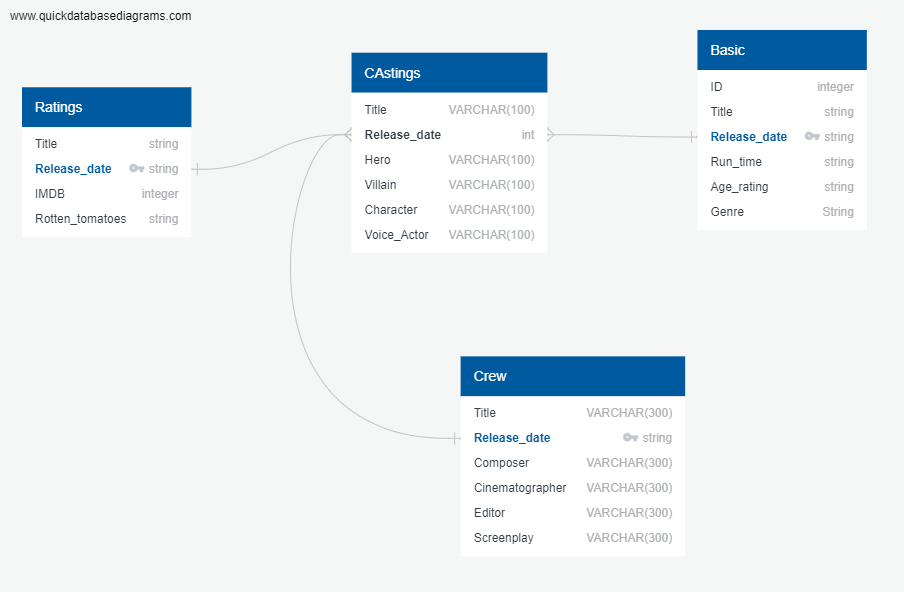 www.quickdatabasediagrams.com
Ratings
Title string
Release_date string
IMDB integer
Rotten_tomatoes string
CAstings
Title VARCHAR(100)
Release_date int
Hero VARCHAR(100)
Villain VARCHAR(100)
Character VARCHAR(100)
Voice_Actor VARCHAR(100)
Basic
ID integer
Title string
Release_date string
Run_time string
Age_rating string
Genre String
Crew
Title VARCHAR(300)
Release_date string
Composer VARCHAR(300)
Cinematographer VARCHAR(300)
Editor VARCHAR(300)
Screenplay VARCHAR(300)